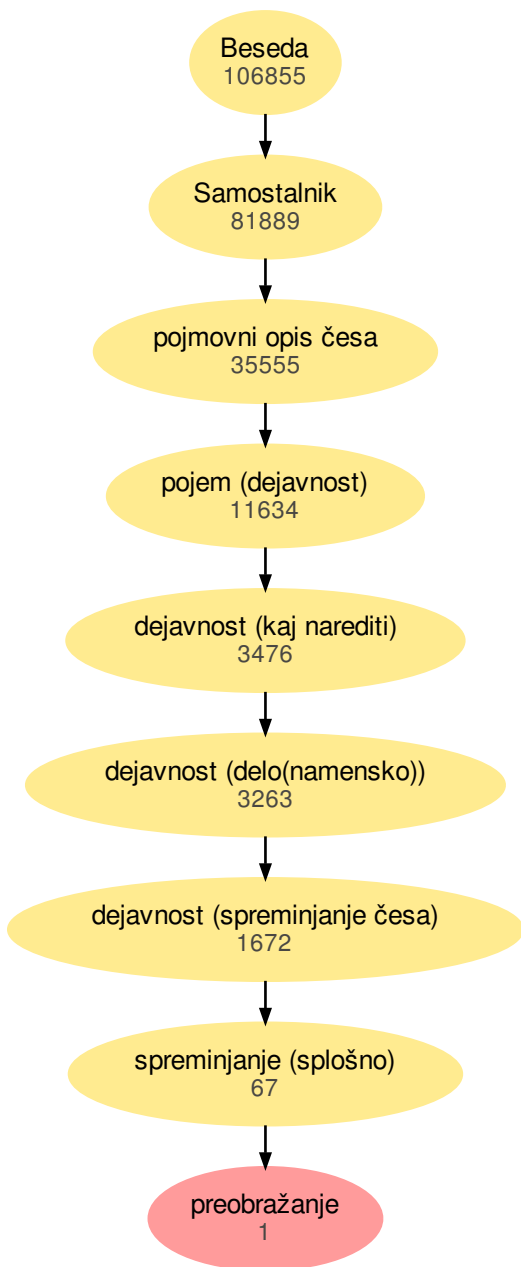 Beseda
106855
Samostalnik
81889
pojmovni opis česa
35555
pojem (dejavnost)
11634
dejavnost (kaj narediti)
3476
dejavnost (delo(namensko))
3263
dejavnost (spreminjanje česa)
1672
spreminjanje (splošno)
67
preobražanje
1